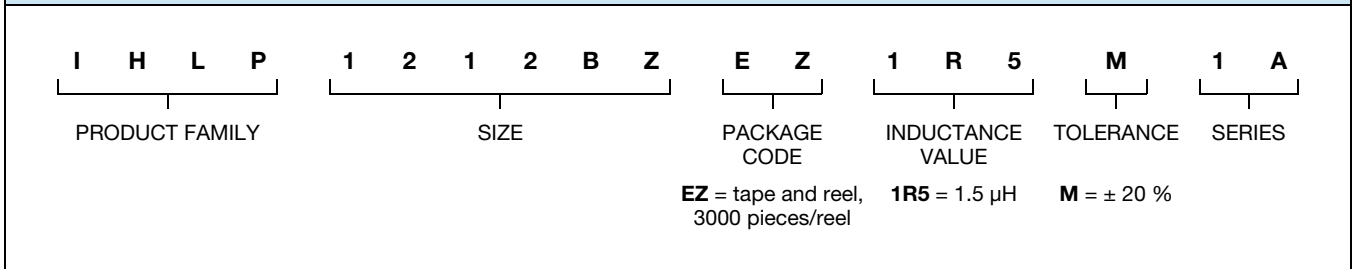 I H L P 1 2 1 2 B Z E Z 1 R 5 M 1 A
PRODUCT FAMILY SIZE PACKAGE CODE INDUCTANCE VALUE TOLERANCE SERIES
EZ = tape and reel, 3000 pieces/reel 1R5 = 1.5 µH M = ± 20 %